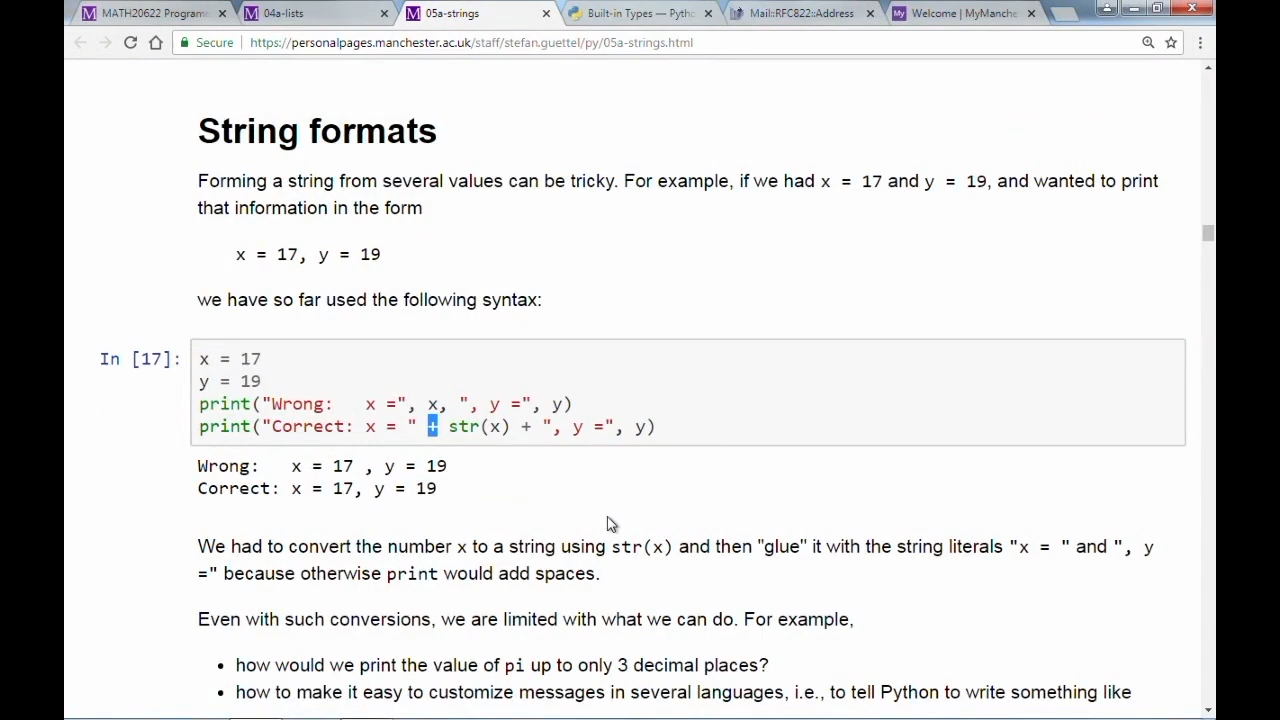 MATH20622 Programr
04a-lists
05a-strings
Built-in Types — Pytho
Mail::RFC822::Address
Welcome | MyManche
Secure
https://personalpages.manchester.ac.uk/staff/stefan.guettel/py/05a-strings.html
String formats
Forming a string from several values can be tricky. For example, if we had x = 17 and y = 19, and wanted to print
that information in the form
x = 17, y = 19
we have so far used the following syntax:
In [17]:
x = 17
y = 19
print("Wrong:   x =", x, ", y =", y)
print("Correct: x = " + str(x) + ", y =", y)
Wrong:   x = 17 , y = 19
Correct: x = 17, y = 19
We had to convert the number x to a string using str(x) and then "glue" it with the string literals "x = " and ", y
=" because otherwise print would add spaces.
Even with such conversions, we are limited with what we can do. For example,
• how would we print the value of pi up to only 3 decimal places?
• how to make it easy to customize messages in several languages, i.e., to tell Python to write something like